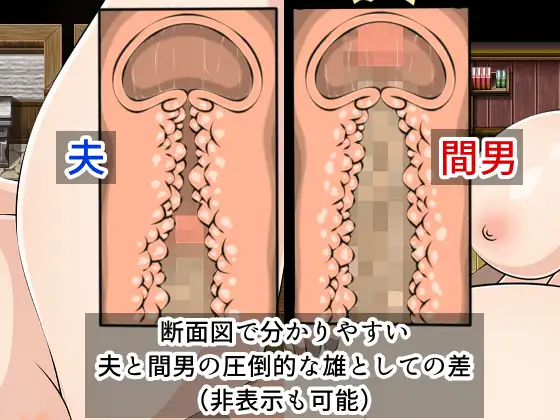 夫
間男
断面図で分かりやすい
夫と間男の圧倒的な雄としての差
（非表示も可能）